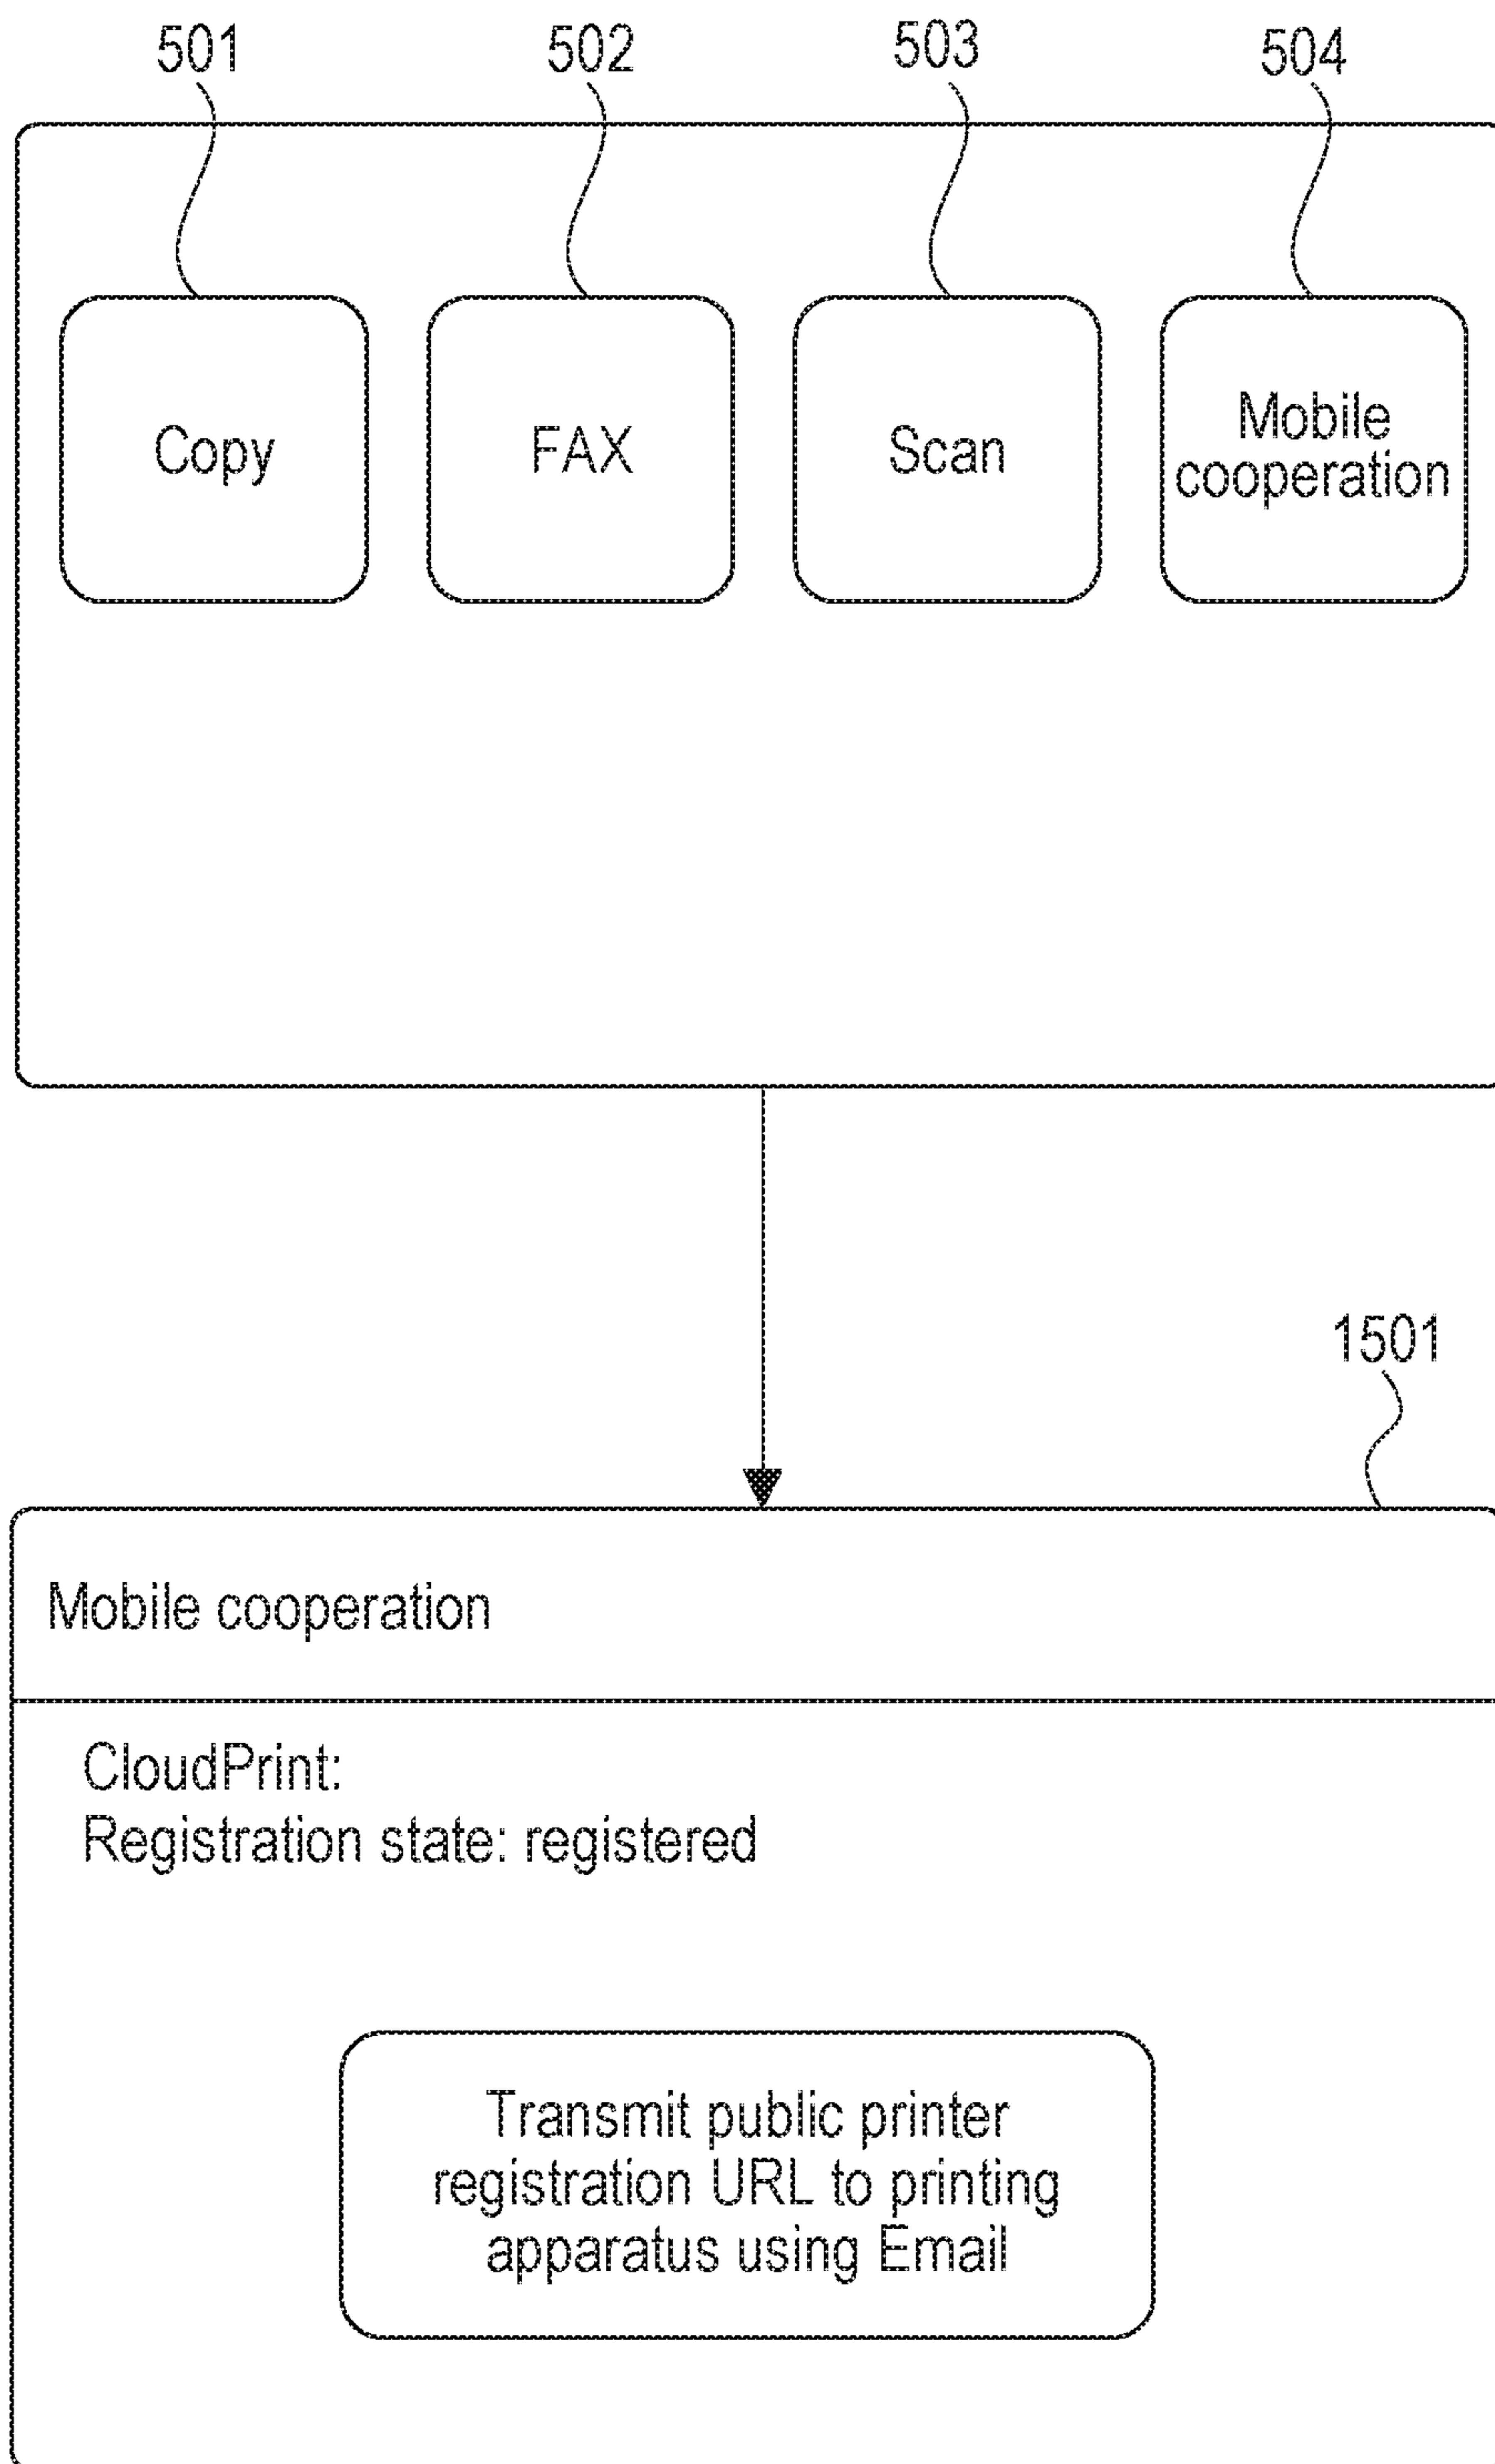 501
502
503
504
Copy
FAX
Scan
Mobile
cooperation
1501
Mobile cooperation
CloudPrint:
Registration state: registered
Transmit public printer
registration URL to printing
apparatus using Email